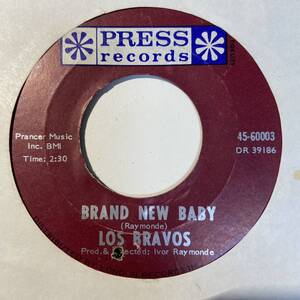 PRESS
records
Prancer Music
Inc. BMI
Time: 2:30
45-60003
DR 39186
BRAND NEW BABY
(Raymonde)
LOS BRAVOS
Prod.& Directed: Ivor Raymonde